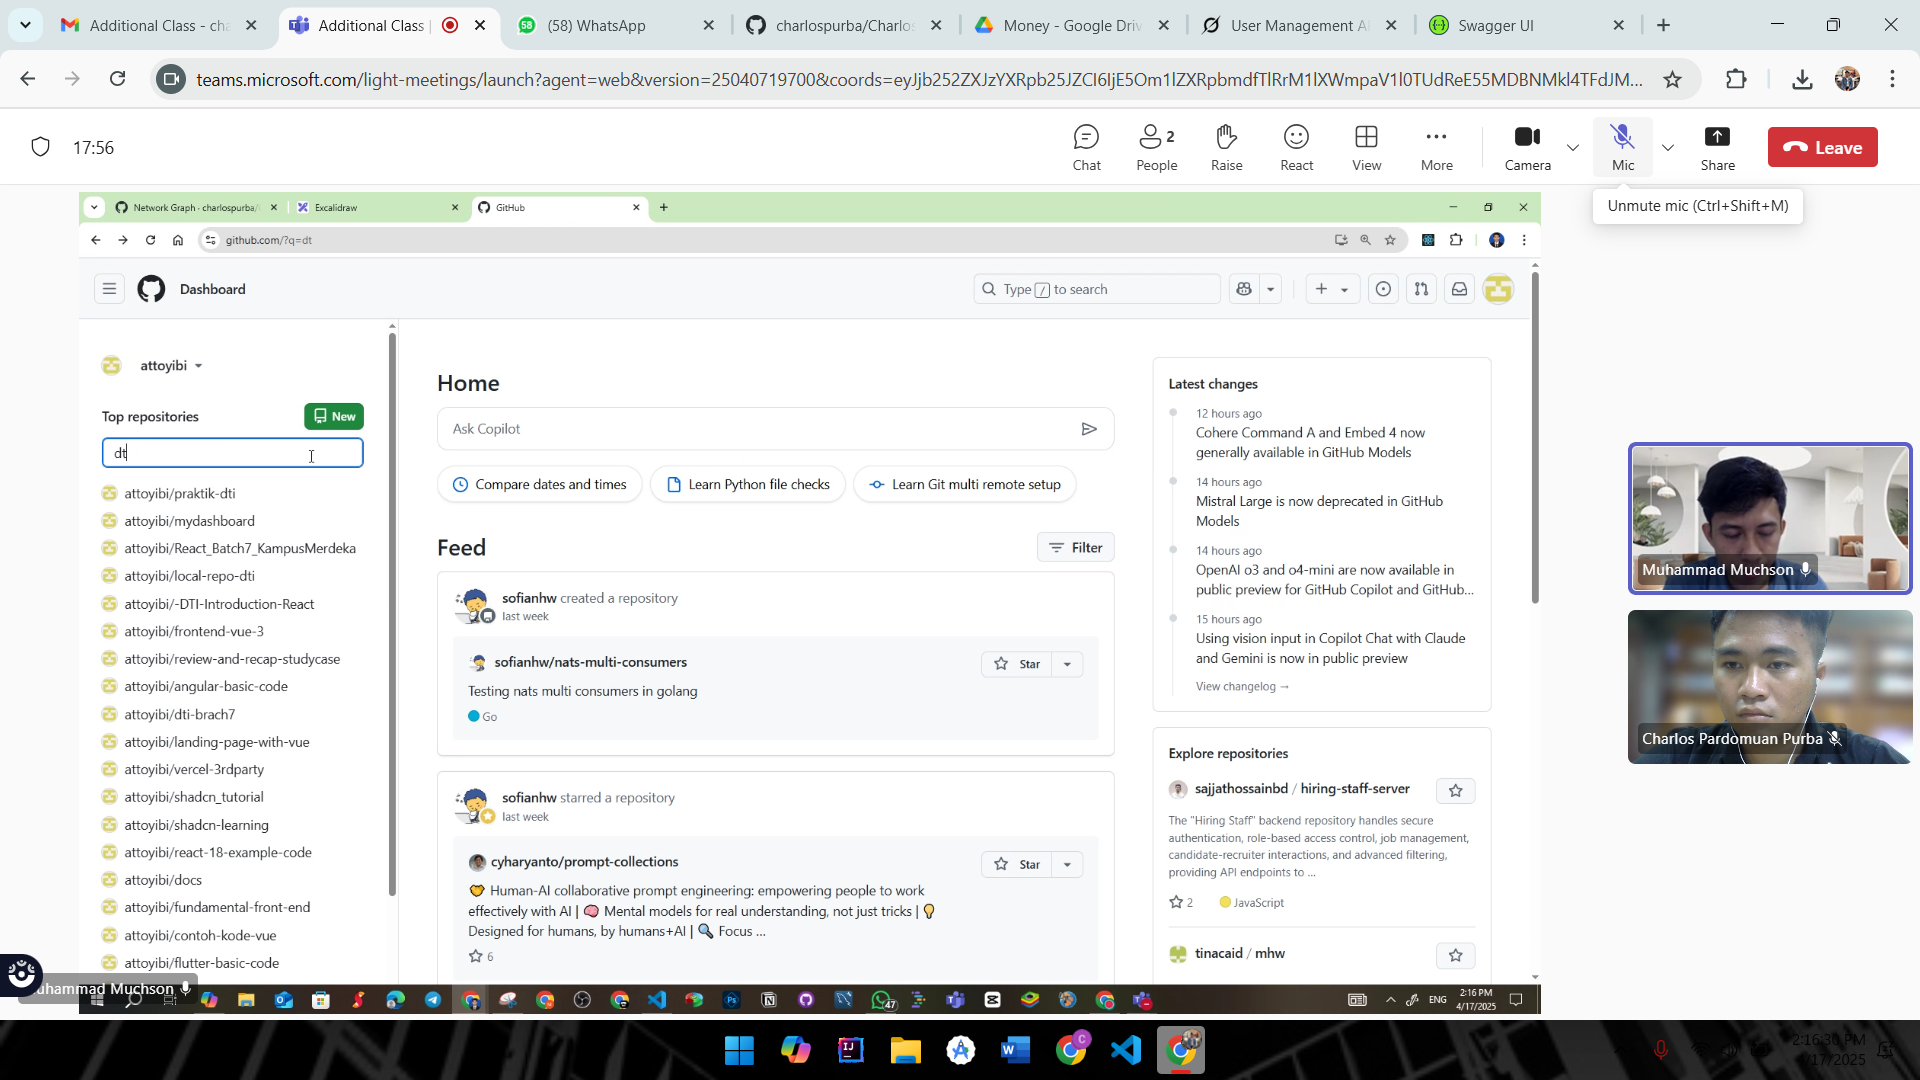 Additional Class - cha
Additional Class |
(58) WhatsApp
charlospurba/Charlos
Money - Google Driv
User Management A
Swagger UI
teams.microsoft.com/light-meetings/launch?agent=web&version=25040719700&coords=eyJjb252ZXJzYXRpb25JZCI6IjE5Om1lZXRpbmdfTlRrM1lXWmpaV1l0TUdReE55MDBNMkl4TFdJM...
17:56
Chat
People 2
Raise
React
View
More
Camera
Mic
Share
Leave
Unmute mic (Ctrl+Shift+M)
Network Graph · charlospurba/
Excalidraw
GitHub
github.com/?q=dt
Dashboard
Type / to search
attoyibi
Top repositories
New
dt
attoyibi/praktik-dti
attoyibi/mydashboard
attoyibi/React_Batch7_KampusMerdeka
attoyibi/local-repo-dti
attoyibi/-DTI-Introduction-React
attoyibi/frontend-vue-3
attoyibi/review-and-recap-studycase
attoyibi/angular-basic-code
attoyibi/dti-brach7
attoyibi/landing-page-with-vue
attoyibi/vercel-3rdparty
attoyibi/shadcn_tutorial
attoyibi/shadcn-learning
attoyibi/react-18-example-code
attoyibi/docs
attoyibi/fundamental-front-end
attoyibi/contoh-kode-vue
attoyibi/flutter-basic-code
Home
Ask Copilot
Compare dates and times
Learn Python file checks
Learn Git multi remote setup
Feed
Filter
sofianhw created a repository
last week
sofianhw/nats-multi-consumers
Star
Testing nats multi consumers in golang
Go
sofianhw starred a repository
last week
cyharyanto/prompt-collections
Star
🤝 Human-AI collaborative prompt engineering: empowering people to work
effectively with AI | 🧠 Mental models for real understanding, not just tricks | 💡
Designed for humans, by humans+AI | 🔍 Focus ...
6
Latest changes
12 hours ago
Cohere Command A and Embed 4 now
generally available in GitHub Models
14 hours ago
Mistral Large is now deprecated in GitHub
Models
14 hours ago
OpenAI o3 and o4-mini are now available in
public preview for GitHub Copilot and GitHub...
15 hours ago
Using vision input in Copilot Chat with Claude
and Gemini is now in public preview
View changelog →
Explore repositories
sajjathossainbd / hiring-staff-server
The "Hiring Staff" backend repository handles secure
authentication, role-based access control, job management,
candidate-recruiter interactions, and advanced filtering,
providing API endpoints to ...
2
JavaScript
tinacaid / mhw
Muhammad Muchson
Charlos Pardomuan Purba
uhammad Muchson
47
ENG
2:16 PM
4/17/2025
2:16:30 PM
4/17/2025